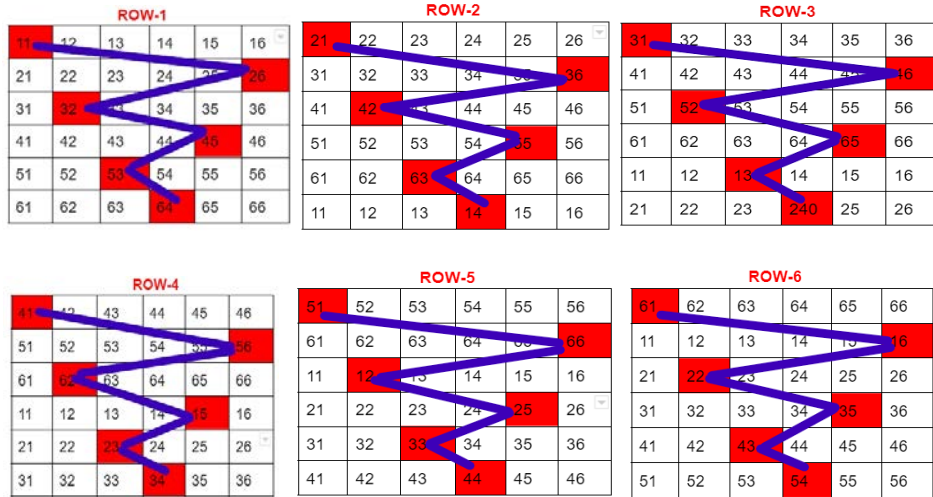 ROW-1 ROW-2 ROW-3
11 12 13 14 15 16 21 22 23 24 25 26 31 32 33 34 35 36
21 22 23 24 25 26 31 32 33 34 35 36 41 42 43 44 45 46
31 32 33 34 35 36 41 42 43 44 45 46 51 52 53 54 55 56
41 42 43 44 45 46 51 52 53 54 55 56 61 62 63 64 65 66
51 52 53 54 55 56 61 62 63 64 65 66 11 12 13 14 15 16
61 62 63 64 65 66 11 12 13 14 15 16 21 22 23 240 25 26
ROW-4 ROW-5 ROW-6
41 42 43 44 45 46 51 52 53 54 55 56 61 62 63 64 65 66
51 52 53 54 55 56 61 62 63 64 65 66 11 12 13 14 15 16
61 62 63 64 65 66 11 12 13 14 15 16 21 22 23 24 25 26
11 12 13 14 15 16 21 22 23 24 25 26 31 32 33 34 35 36
21 22 23 24 25 26 31 32 33 34 35 36 41 42 43 44 45 46
31 32 33 34 35 36 41 42 43 44 45 46 51 52 53 54 55 56